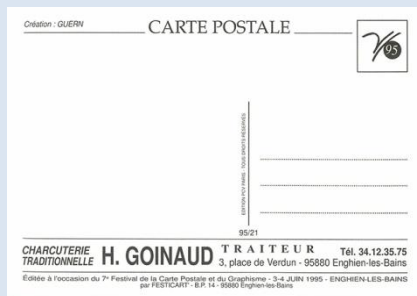 Création : GUERN
CARTE POSTALE
V 95
EDITION PCV PARIS - TOUS DROITS RÉSERVÉS
95/21
CHARCUTERIE
TRADITIONNELLE
H. GOINAUD
TRAITEUR
Tél. 34.12.35.75
3, place de Verdun - 95880 Enghien-les-Bains
Éditée à l'occasion du 7e Festival de la Carte Postale et du Graphisme - 3-4 JUIN 1995 - ENGHIEN-LES-BAINS
par FESTICART' - B.P. 14 - 95880 Enghien-les-Bains